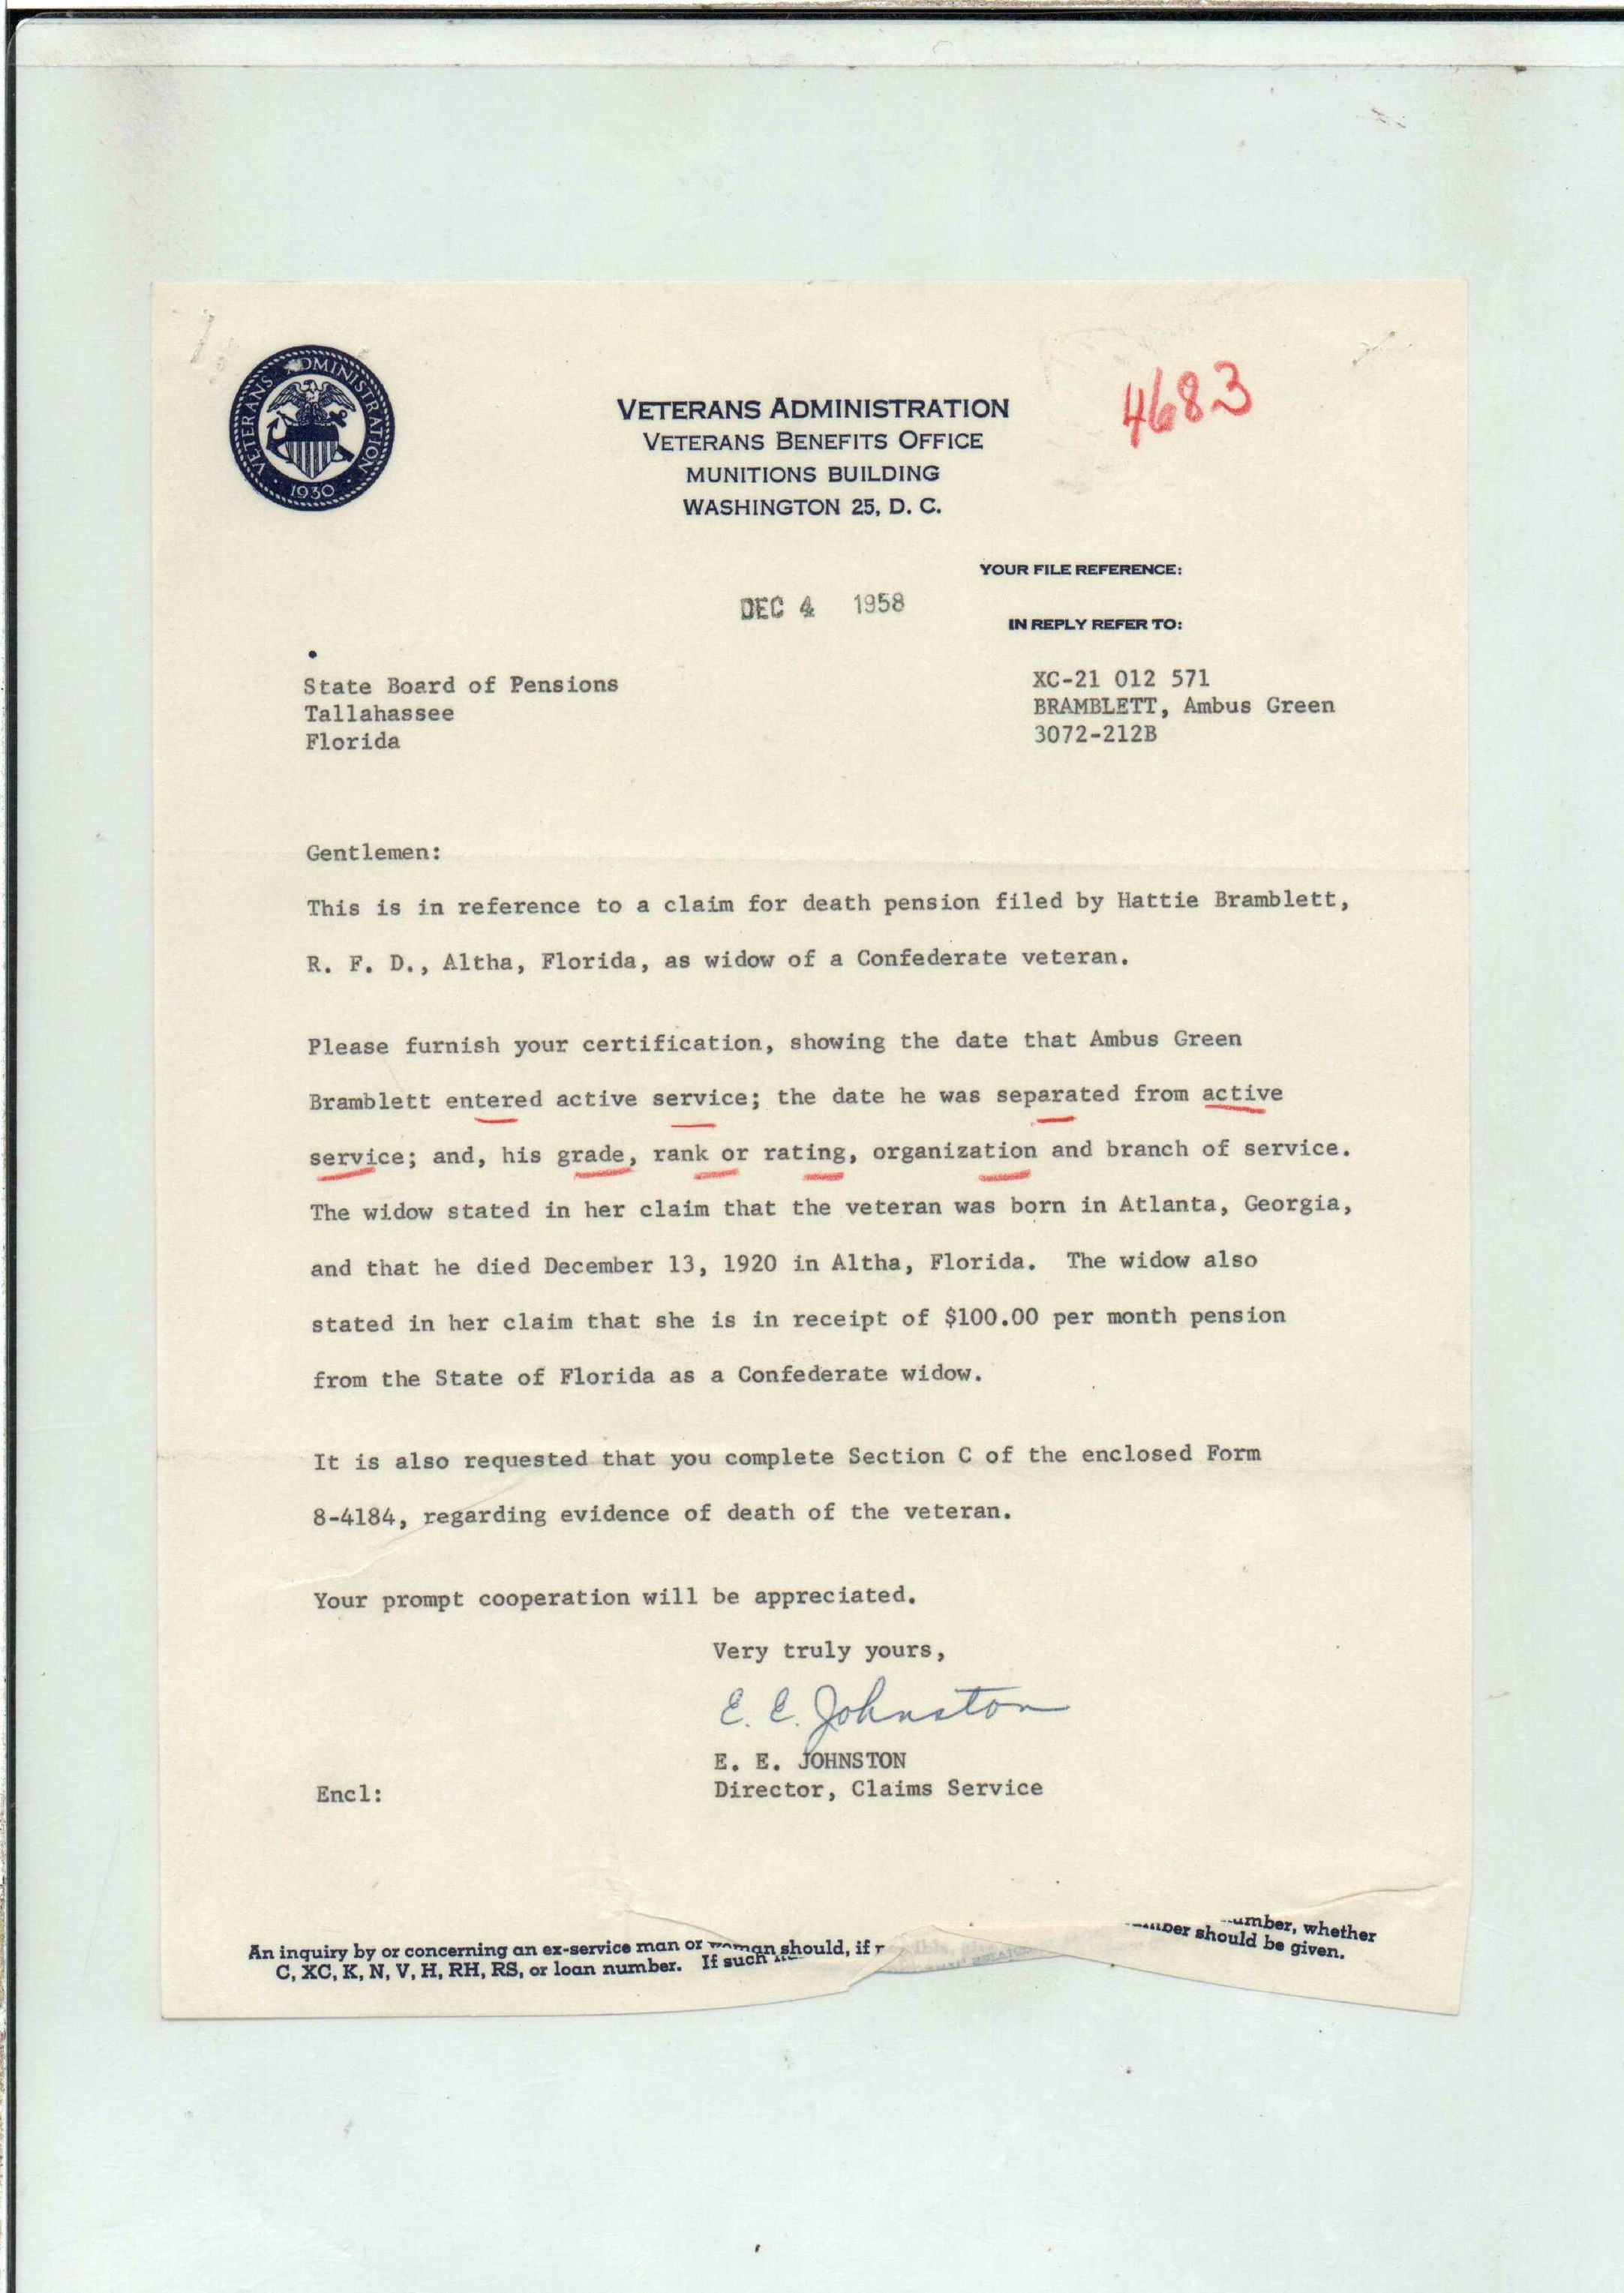 VETERANS ADMINISTRATION
1930
4683
VETERANS ADMINISTRATION
VETERANS BENEFITS OFFICE
MUNITIONS BUILDING
WASHINGTON 25, D. C.
YOUR FILE REFERENCE:
DEC 4 1958
IN REPLY REFER TO:
State Board of Pensions
Tallahassee
Florida
XC-21 012 571
BRAMBLETT, Ambus Green
3072-212B
Gentlemen:
This is in reference to a claim for death pension filed by Hattie Bramblett,
R. F. D., Altha, Florida, as widow of a Confederate veteran.
Please furnish your certification, showing the date that Ambus Green
Bramblett entered active service; the date he was separated from active
service; and, his grade, rank or rating, organization and branch of service.
The widow stated in her claim that the veteran was born in Atlanta, Georgia,
and that he died December 13, 1920 in Altha, Florida. The widow also
stated in her claim that she is in receipt of $100.00 per month pension
from the State of Florida as a Confederate widow.
It is also requested that you complete Section C of the enclosed Form
8-4184, regarding evidence of death of the veteran.
Your prompt cooperation will be appreciated.
Very truly yours,
E. E. Johnston
E. E. JOHNSTON
Director, Claims Service
Encl:
An inquiry by or concerning an ex-service man or woman should, if number, whether
C, XC, K, N, V, H, RH, RS, or loan number. If such number should be given.